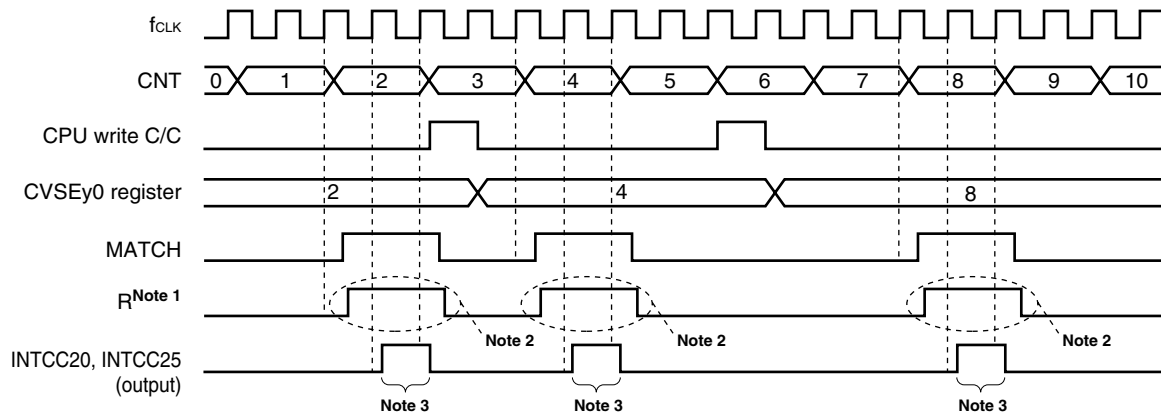 fCLK
CNT 0 1 2 3 4 5 6 7 8 9 10
CPU write C/C
CVSEy0 register 2 4 8
MATCH
RNote 1
Note 2 Note 2 Note 2
INTCC20, INTCC25
(output)
Note 3 Note 3 Note 3